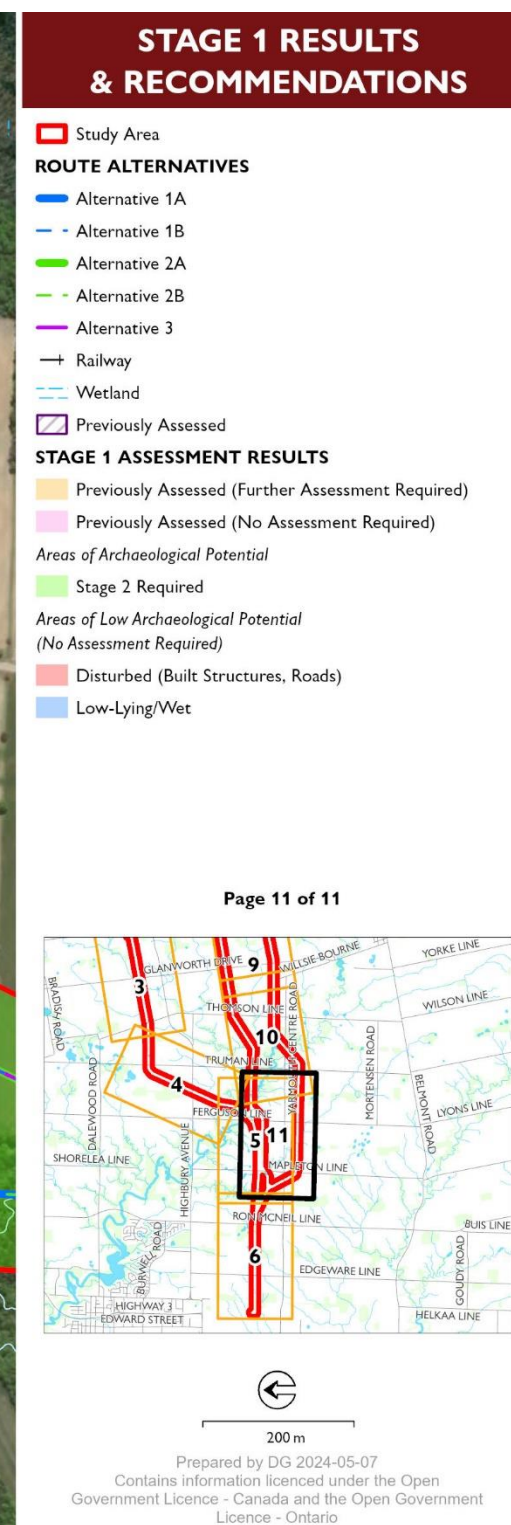 STAGE 1 RESULTS
& RECOMMENDATIONS
Study Area
ROUTE ALTERNATIVES
Alternative 1A
Alternative 1B
Alternative 2A
Alternative 2B
Alternative 3
Railway
Wetland
Previously Assessed
STAGE 1 ASSESSMENT RESULTS
Previously Assessed (Further Assessment Required)
Previously Assessed (No Assessment Required)
Areas of Archaeological Potential
Stage 2 Required
Areas of Low Archaeological Potential
(No Assessment Required)
Disturbed (Built Structures, Roads)
Low-Lying/Wet
Page 11 of 11
GLANWORTH DRIVE
9
WILLSIE-BOURNE
YORKE LINE
BRADISH ROAD
3
THOMSON LINE
WILSON LINE
10
YARMOUTH CENTRE ROAD
MORTENSEN ROAD
TRUMAN LINE
DALEWOOD ROAD
4
BELMONT ROAD
FERGUSON LINE
LYONS LINE
5
11
SHORELEA LINE
HIGHBURY AVENUE
MAPLETON LINE
RON MCNEIL LINE
BUIS LINE
BURWELL ROAD
6
EDGEWARE LINE
GOUDY ROAD
HIGHWAY 3
EDWARD STREET
HELKAA LINE
200 m
Prepared by DG 2024-05-07
Contains information licenced under the Open
Government Licence - Canada and the Open Government
Licence - Ontario